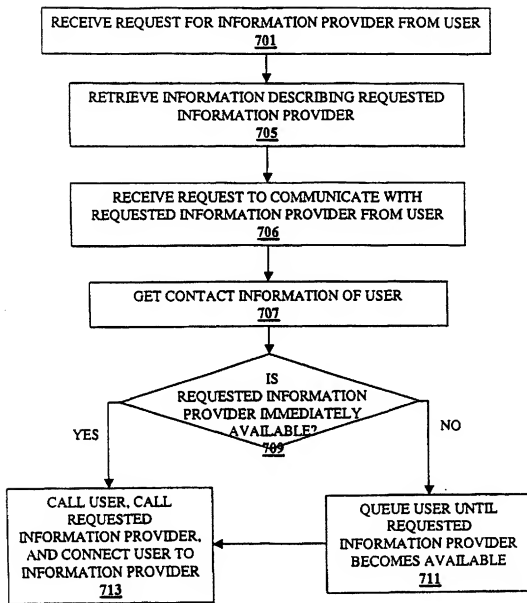 RECEIVE REQUEST FOR INFORMATION PROVIDER FROM USER
701
RETRIEVE INFORMATION DESCRIBING REQUESTED
INFORMATION PROVIDER
705
RECEIVE REQUEST TO COMMUNICATE WITH
REQUESTED INFORMATION PROVIDER FROM USER
706
GET CONTACT INFORMATION OF USER
707
IS
REQUESTED INFORMATION
PROVIDER IMMEDIATELY
AVAILABLE?
709
YES
NO
CALL USER, CALL
REQUESTED
INFORMATION PROVIDER,
AND CONNECT USER TO
INFORMATION PROVIDER
713
QUEUE USER UNTIL
REQUESTED
INFORMATION PROVIDER
BECOMES AVAILABLE
711